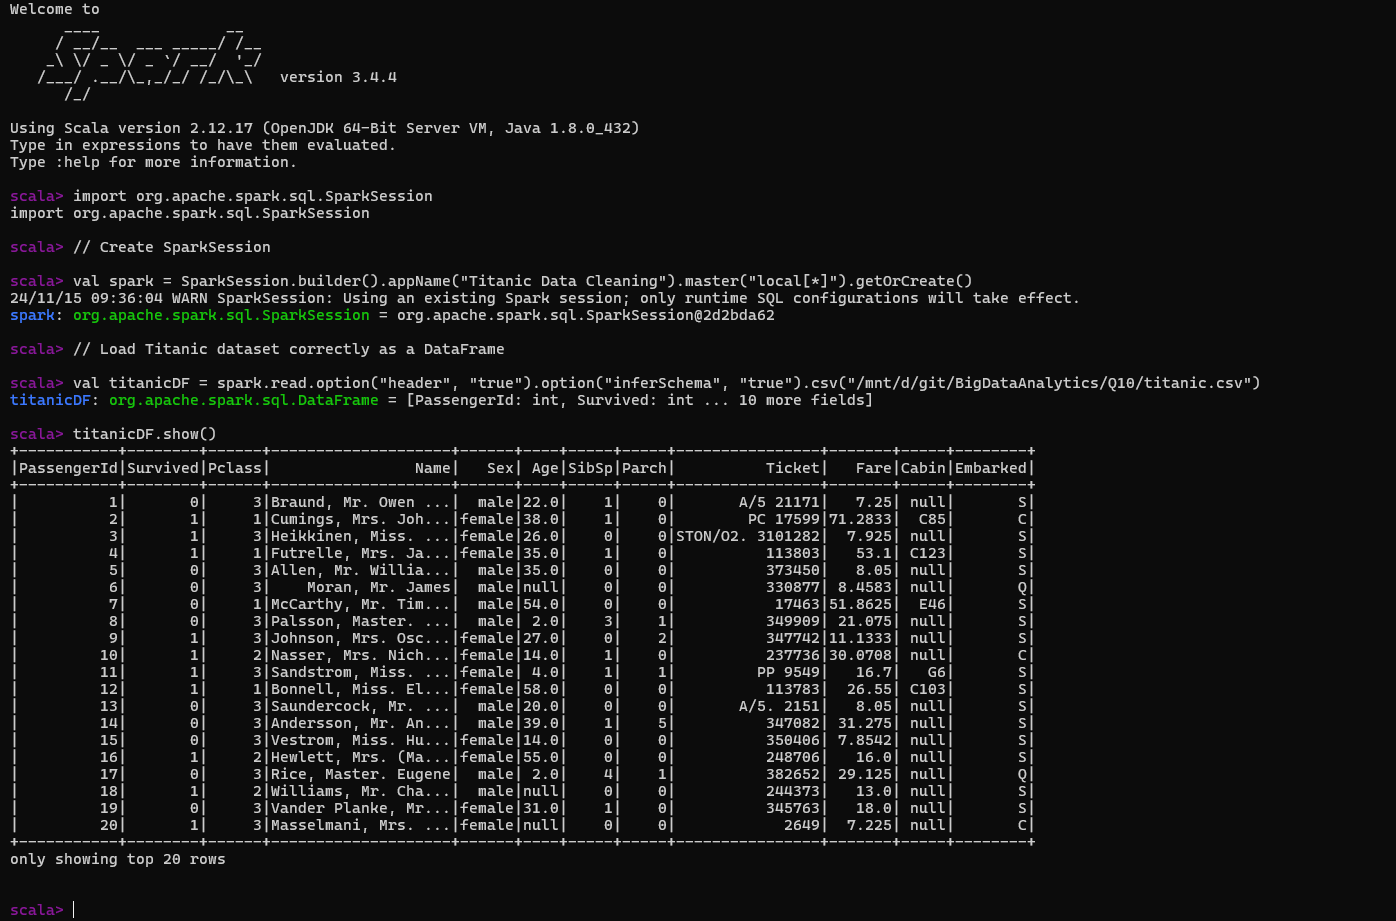 Welcome to
      ____              __
     / __/__  ___ _____/ /__
    _\ \/ _ \/ _ `/ __/  '_/
   /___/ .__/\_,_/_/ /_/\_\   version 3.4.4
      /_/
Using Scala version 2.12.17 (OpenJDK 64-Bit Server VM, Java 1.8.0_432)
Type in expressions to have them evaluated.
Type :help for more information.
scala> import org.apache.spark.sql.SparkSession
import org.apache.spark.sql.SparkSession
scala> // Create SparkSession
scala> val spark = SparkSession.builder().appName("Titanic Data Cleaning").master("local[*]").getOrCreate()
24/11/15 09:36:04 WARN SparkSession: Using an existing Spark session; only runtime SQL configurations will take effect.
spark: org.apache.spark.sql.SparkSession = org.apache.spark.sql.SparkSession@2d2bda62
scala> // Load Titanic dataset correctly as a DataFrame
scala> val titanicDF = spark.read.option("header", "true").option("inferSchema", "true").csv("/mnt/d/git/BigDataAnalytics/Q10/titanic.csv")
titanicDF: org.apache.spark.sql.DataFrame = [PassengerId: int, Survived: int ... 10 more fields]
scala> titanicDF.show()
+-----------+--------+------+--------------------+------+----+-----+-----+----------------+-------+-----+--------+
|PassengerId|Survived|Pclass|                Name|   Sex| Age|SibSp|Parch|          Ticket|   Fare|Cabin|Embarked|
+-----------+--------+------+--------------------+------+----+-----+-----+----------------+-------+-----+--------+
|          1|       0|     3|Braund, Mr. Owen ...|  male|22.0|    1|    0|       A/5 21171|   7.25| null|       S|
|          2|       1|     1|Cumings, Mrs. Joh...|female|38.0|    1|    0|        PC 17599|71.2833|  C85|       C|
|          3|       1|     3|Heikkinen, Miss. ...|female|26.0|    0|    0|STON/O2. 3101282|  7.925| null|       S|
|          4|       1|     1|Futrelle, Mrs. Ja...|female|35.0|    1|    0|          113803|   53.1| C123|       S|
|          5|       0|     3|Allen, Mr. Willia...|  male|35.0|    0|    0|          373450|   8.05| null|       S|
|          6|       0|     3|    Moran, Mr. James|  male|null|    0|    0|          330877| 8.4583| null|       Q|
|          7|       0|     1|McCarthy, Mr. Tim...|  male|54.0|    0|    0|           17463|51.8625|  E46|       S|
|          8|       0|     3|Palsson, Master. ...|  male| 2.0|    3|    1|          349909| 21.075| null|       S|
|          9|       1|     3|Johnson, Mrs. Osc...|female|27.0|    0|    2|          347742|11.1333| null|       S|
|         10|       1|     2|Nasser, Mrs. Nich...|female|14.0|    1|    0|          237736|30.0708| null|       C|
|         11|       1|     3|Sandstrom, Miss. ...|female| 4.0|    1|    1|         PP 9549|   16.7|   G6|       S|
|         12|       1|     1|Bonnell, Miss. El...|female|58.0|    0|    0|          113783|  26.55| C103|       S|
|         13|       0|     3|Saundercock, Mr. ...|  male|20.0|    0|    0|       A/5. 2151|   8.05| null|       S|
|         14|       0|     3|Andersson, Mr. An...|  male|39.0|    1|    5|          347082| 31.275| null|       S|
|         15|       0|     3|Vestrom, Miss. Hu...|female|14.0|    0|    0|          350406| 7.8542| null|       S|
|         16|       1|     2|Hewlett, Mrs. (Ma...|female|55.0|    0|    0|          248706|   16.0| null|       S|
|         17|       0|     3|Rice, Master. Eugene|  male| 2.0|    4|    1|          382652| 29.125| null|       Q|
|         18|       1|     2|Williams, Mr. Cha...|  male|null|    0|    0|          244373|   13.0| null|       S|
|         19|       0|     3|Vander Planke, Mr...|female|31.0|    1|    0|          345763|   18.0| null|       S|
|         20|       1|     3|Masselmani, Mrs. ...|female|null|    0|    0|            2649|  7.225| null|       C|
+-----------+--------+------+--------------------+------+----+-----+-----+----------------+-------+-----+--------+
only showing top 20 rows
scala>